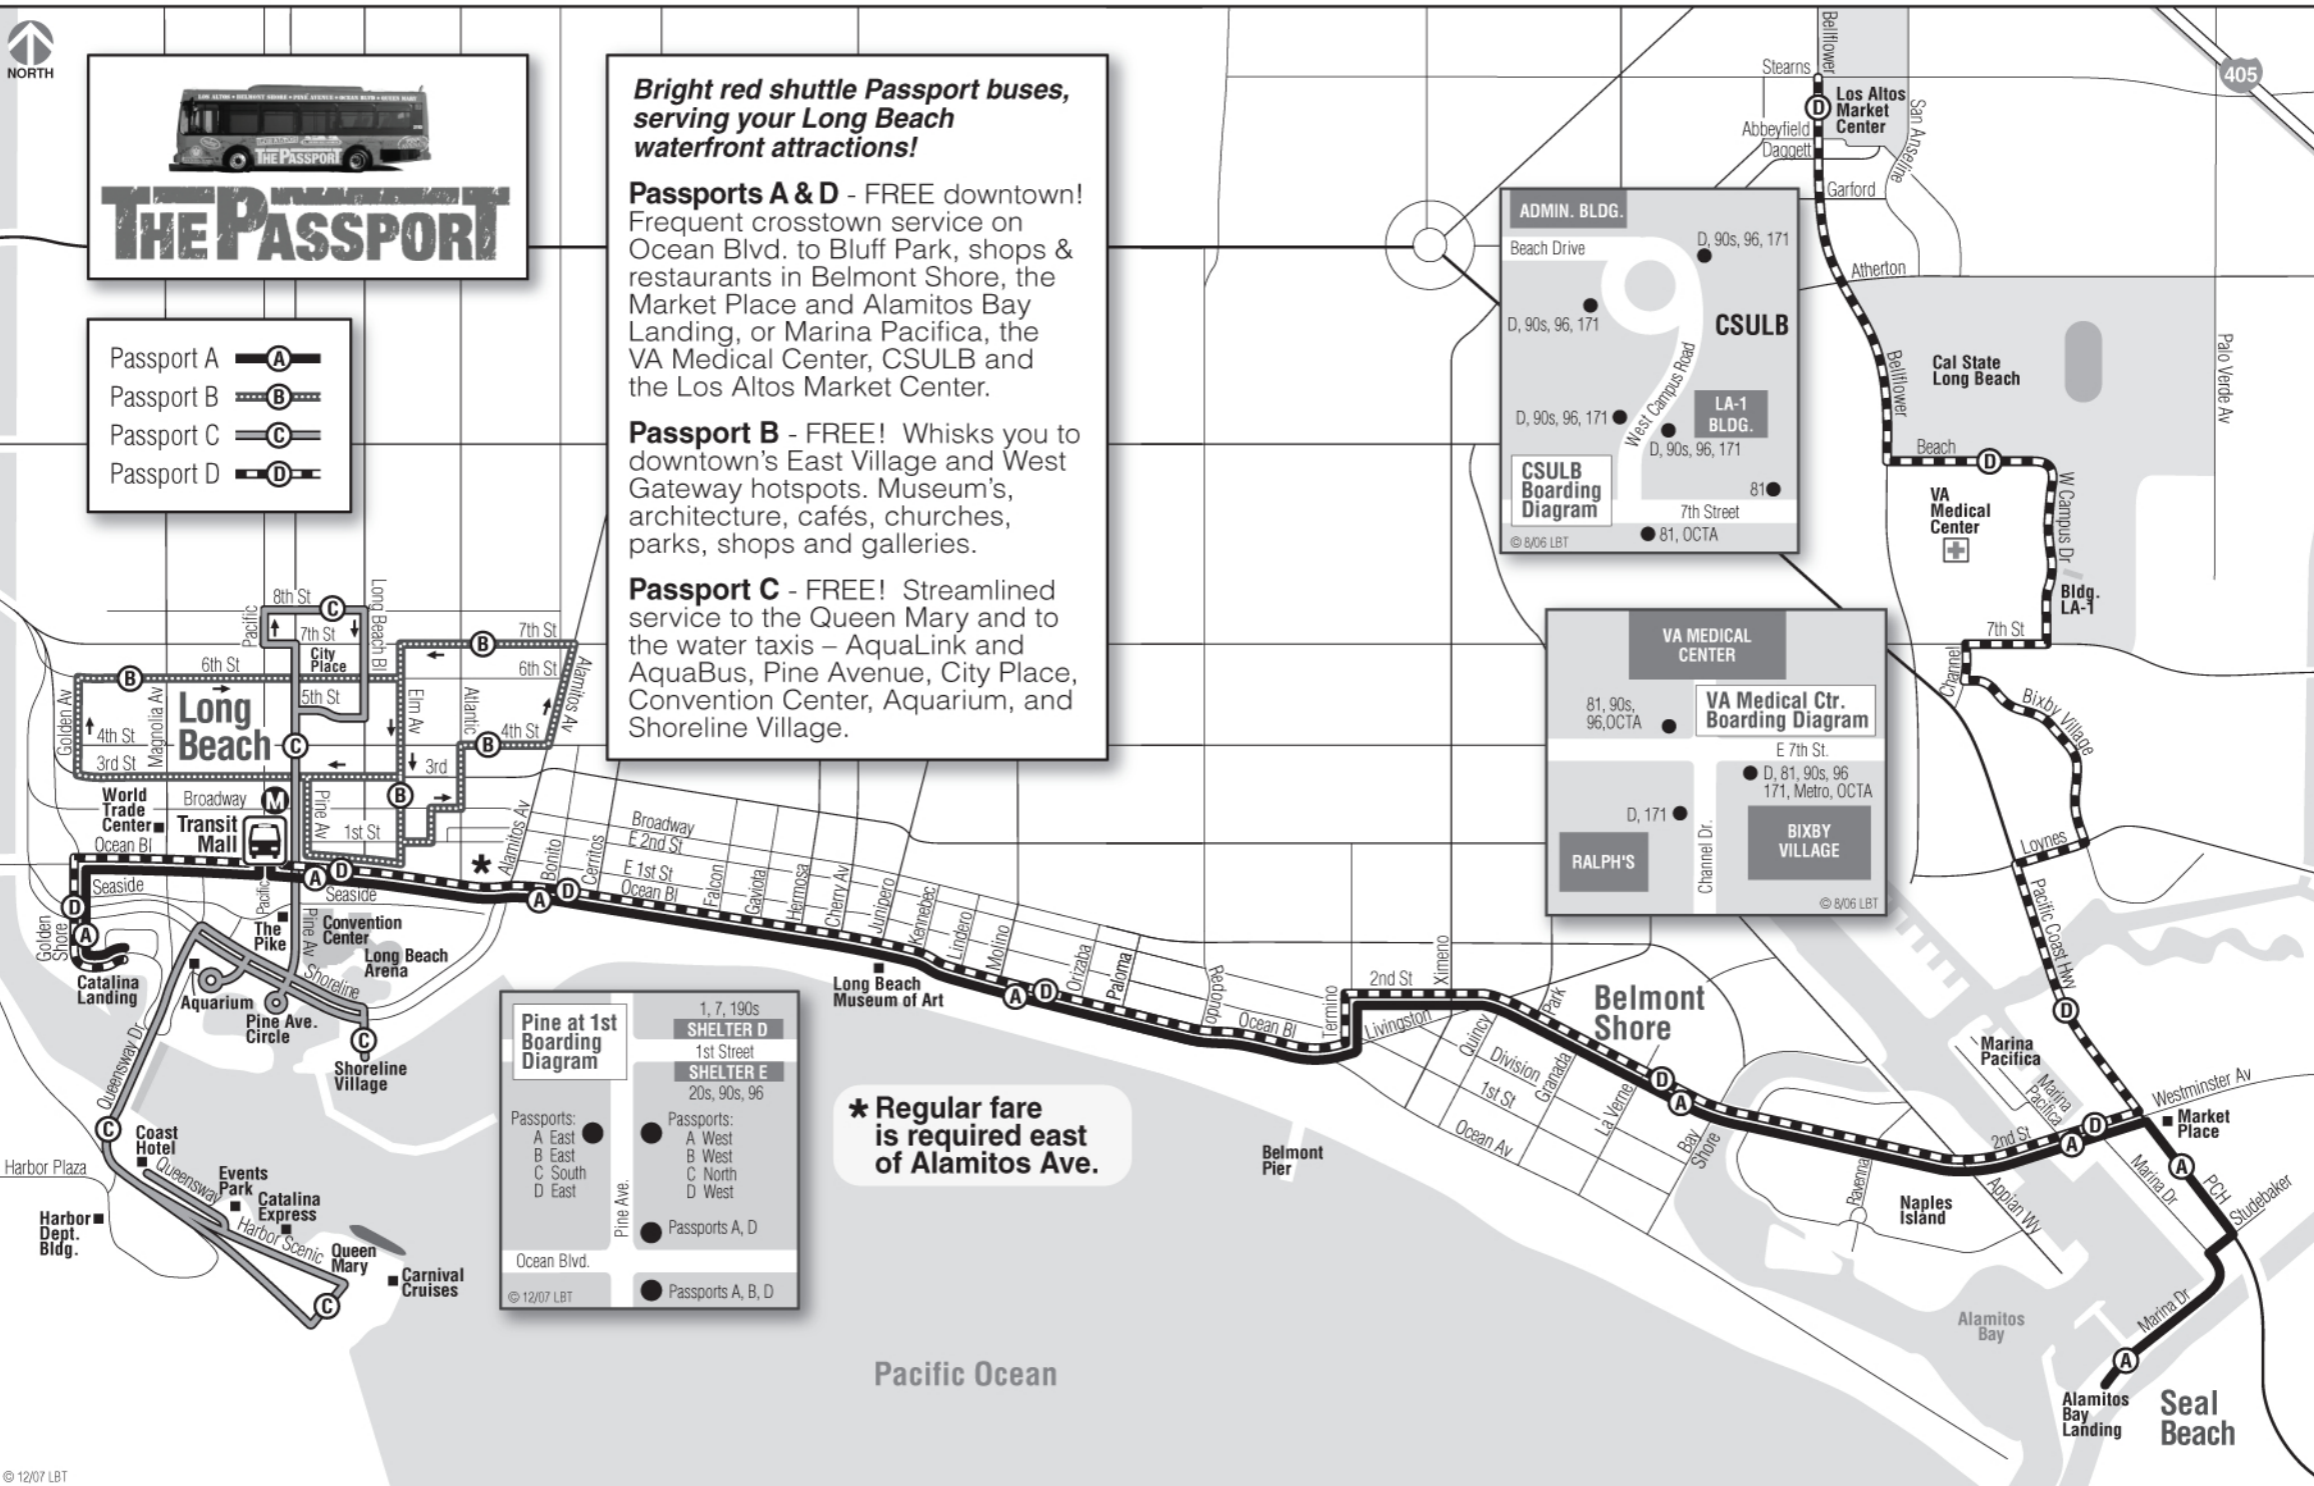 NORTH
LOS ALTOS • BELMONT SHORE • PINE AVENUE • OCEAN BLVD • QUEEN MARY
THE PASSPORT
THE PASSPORT
Passport A A
Passport B B
Passport C C
Passport D D
Bright red shuttle Passport buses,
serving your Long Beach
waterfront attractions!
Passports A & D - FREE downtown!
Frequent crosstown service on
Ocean Blvd. to Bluff Park, shops &
restaurants in Belmont Shore, the
Market Place and Alamitos Bay
Landing, or Marina Pacifica, the
VA Medical Center, CSULB and
the Los Altos Market Center.
Passport B - FREE! Whisks you to
downtown's East Village and West
Gateway hotspots. Museum's,
architecture, cafés, churches,
parks, shops and galleries.
Passport C - FREE! Streamlined
service to the Queen Mary and to
the water taxis – AquaLink and
AquaBus, Pine Avenue, City Place,
Convention Center, Aquarium, and
Shoreline Village.
ADMIN. BLDG.
Beach Drive
D, 90s, 96, 171
D, 90s, 96, 171
CSULB
West Campus Road
LA-1
BLDG.
D, 90s, 96, 171
D, 90s, 96, 171
CSULB
Boarding
Diagram
81
7th Street
81, OCTA
© 8/06 LBT
VA MEDICAL
CENTER
81, 90s,
96,OCTA
VA Medical Ctr.
Boarding Diagram
E 7th St.
D, 81, 90s, 96
171, Metro, OCTA
D, 171
Channel Dr.
RALPH'S
BIXBY
VILLAGE
© 8/06 LBT
Bellflower
Stearns
405
D
Los Altos
Market
Center
San Anseline
Abbeyfield
Daggett
Garford
Atherton
Bellflower
Cal State
Long Beach
Palo Verde Av
Beach
D
VA
Medical
Center
W Campus Dr
Bldg.
LA-1
7th St
Channel
Bixby Village
Loynes
Pacific Coast Hwy
D
Marina
Pacifica
Marina
Pacifica
Westminster Av
Market
Place
2nd St
A
D
A
PCH
Studebaker
Marina Dr
Marina Dr
A
Alamitos
Bay
Landing
Seal
Beach
Alamitos
Bay
Appian Wy
Naples
Island
Ravenna
8th St
C
Pacific
Long Beach Bl
7th St
City
Place
7th St
B
6th St
6th St
B
5th St
Golden Av
Magnolia Av
Long
Beach
C
Elm Av
Atlantic
Alamitos Av
4th St
4th St
B
3rd St
3rd
B
World
Trade
Center
Broadway
M
Transit
Mall
Pine Av
1st St
Ocean Bl
Seaside
D
A
Golden
Shore
Catalina
Landing
Pacific
A
D
Seaside
The
Pike
Pine Av
Convention
Center
Long Beach
Arena
Shoreline
Aquarium
Pine Ave.
Circle
C
Shoreline
Village
Queensway Dr
C
Coast
Hotel
Harbor Plaza
Queensway
Events
Park
Catalina
Express
Harbor
Dept.
Bldg.
Harbor Scenic
Queen
Mary
C
Carnival
Cruises
*
Alamitos Av
Bonito
Cerritos
A
D
Broadway
E 2nd St
E 1st St
Ocean Bl
Falcon
Gaviota
Hermosa
Cherry Av
Junipero
Kennebec
Lindero
Molino
Orizaba
Paloma
Redondo
Long Beach
Museum of Art
A
D
Ocean Bl
Termino
2nd St
Ximeno
Livingston
Quincy
Park
Belmont
Shore
Division
Granada
1st St
La Verne
Ocean Av
D
A
Bay
Shore
Belmont
Pier
Pine at 1st
Boarding
Diagram
1, 7, 190s
SHELTER D
1st Street
SHELTER E
20s, 90s, 96
Passports:
A East
B East
C South
D East
Passports:
A West
B West
C North
D West
Pine Ave.
Passports A, D
Ocean Blvd.
Passports A, B, D
© 12/07 LBT
* Regular fare
is required east
of Alamitos Ave.
Pacific Ocean
© 12/07 LBT